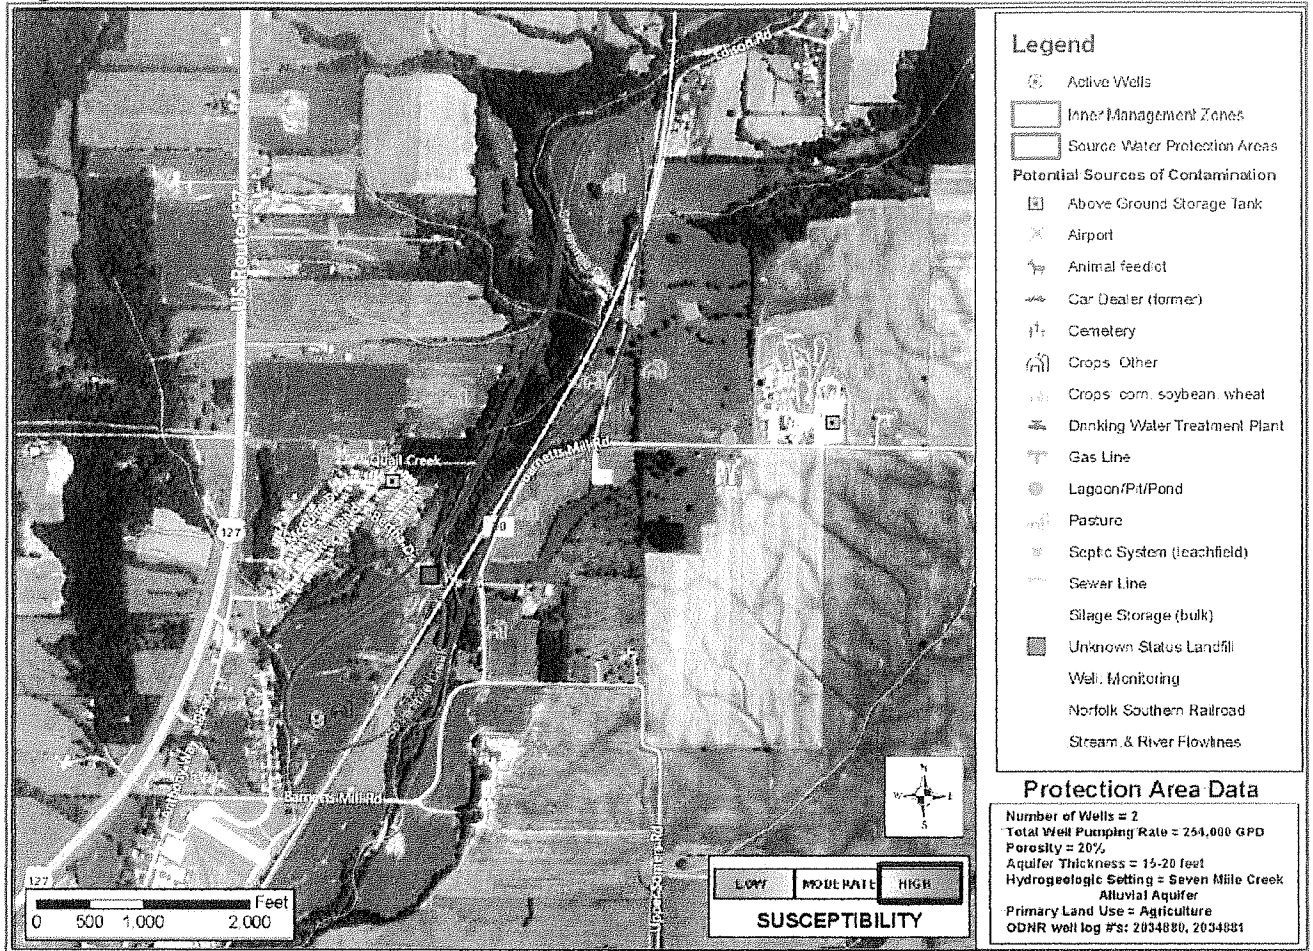 Edison Rd
US Route 127
Quail Creek
Barnetts Mill Rd
127
Barnetts Mill Rd
127
Feet
0 500 1,000 2,000
N
W E
S
LOW MODERATE HIGH
SUSCEPTIBILITY
Legend
Active Wells
Inner Management Zones
Source Water Protection Areas
Potential Sources of Contamination
Above Ground Storage Tank
Airport
Animal feedlot
Car Dealer (former)
Cemetery
Crops: Other
Crops: corn, soybean, wheat
Drinking Water Treatment Plant
Gas Line
Lagoon/Pit/Pond
Pasture
Septic System (leachfield)
Sewer Line
Silage Storage (bulk)
Unknown Status Landfill
Well: Monitoring
Norfolk Southern Railroad
Stream & River Flowlines
Protection Area Data
Number of Wells = 2
Total Well Pumping Rate = 254,000 GPD
Porosity = 20%
Aquifer Thickness = 15-20 feet
Hydrogeologic Setting = Seven Mile Creek
Alluvial Aquifer
Primary Land Use = Agriculture
ODNR well log #'s: 2034880, 2034881